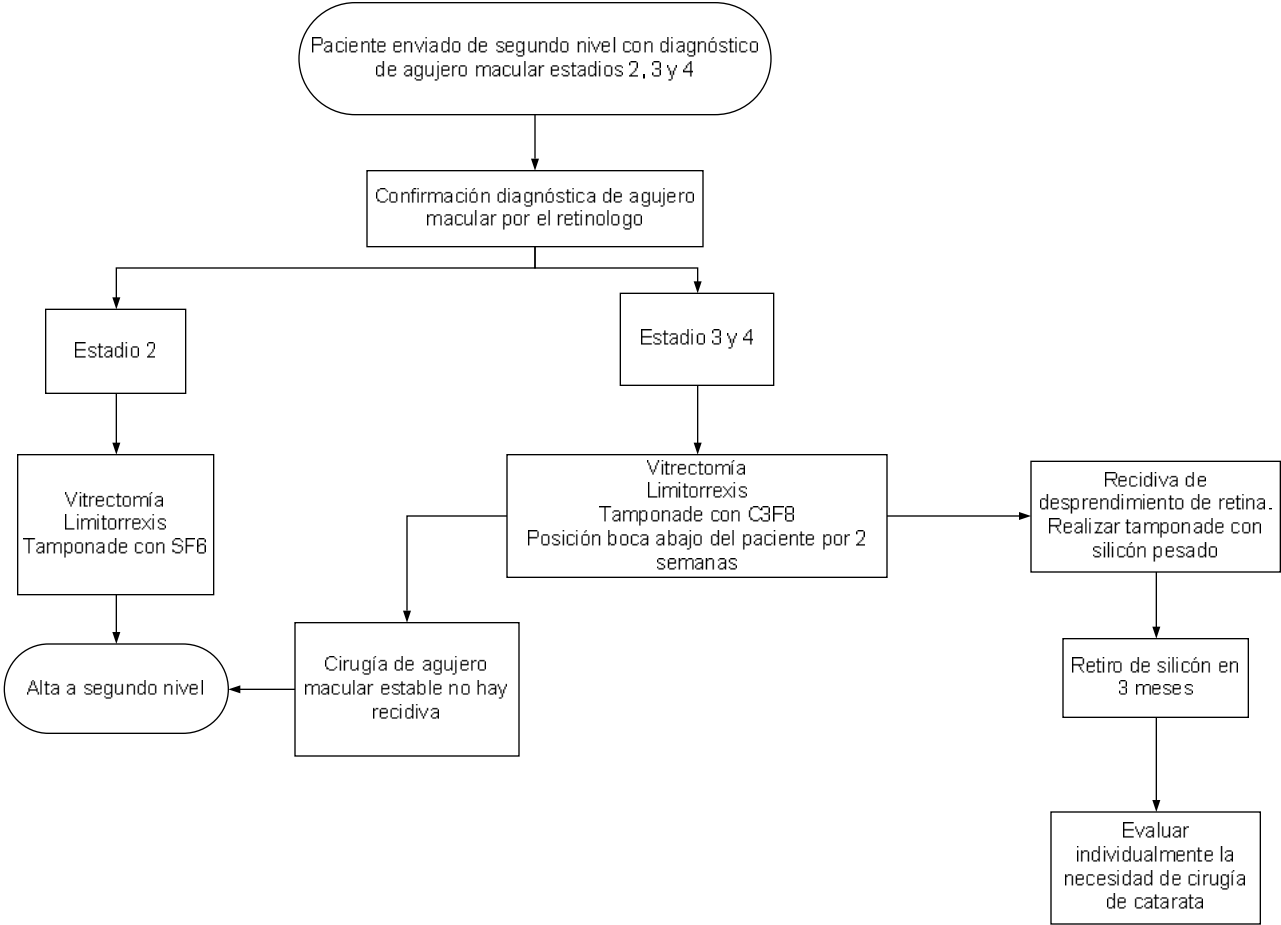 Paciente enviado de segundo nivel con diagnóstico
de agujero macular estadios 2, 3 y 4
Confirmación diagnóstica de agujero
macular por el retinologo
Estadio 2
Estadio 3 y 4
Vitrectomía
Limitorrexis
Tamponade con SF6
Vitrectomía
Limitorrexis
Tamponade con C3F8
Posición boca abajo del paciente por 2
semanas
Recidiva de
desprendimiento de retina.
Realizar tamponade con
silicón pesado
Alta a segundo nivel
Cirugía de agujero
macular estable no hay
recidiva
Retiro de silicón en
3 meses
Evaluar
individualmente la
necesidad de cirugía
de catarata